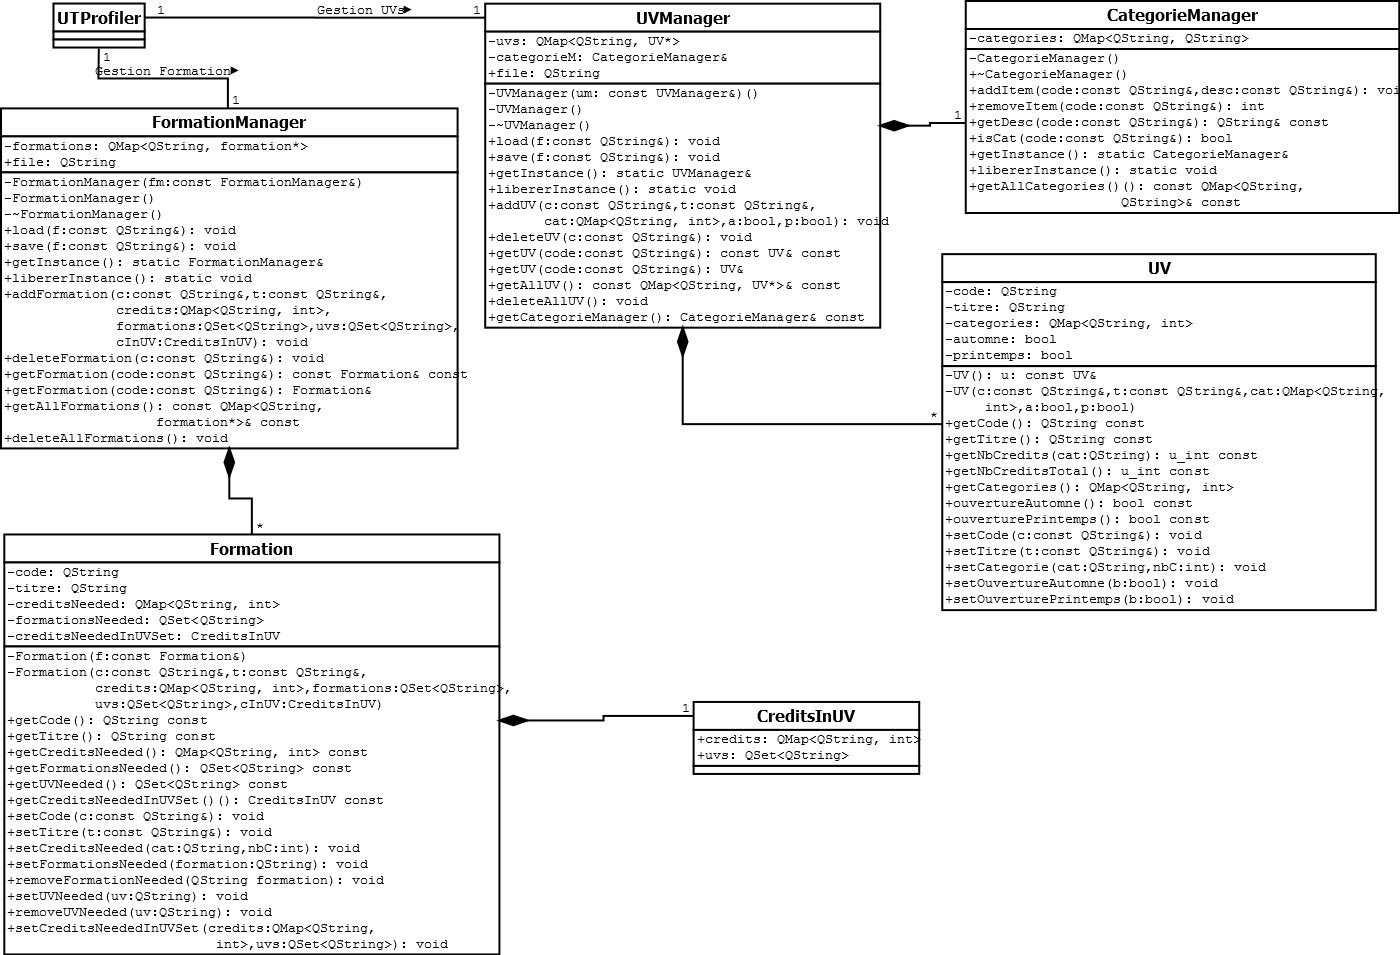 UTProfiler
1
Gestion UVs
1
1
Gestion Formation
1
UVManager
-uvs: QMap<QString, UV*>
-categorieM: CategorieManager&
+file: QString
-UVManager(um: const UVManager&)()
-UVManager()
-~UVManager()
+load(f:const QString&): void
+save(f:const QString&): void
+getInstance(): static UVManager&
+libererInstance(): static void
+addUV(c:const QString&,t:const QString&,
cat:QMap<QString, int>,a:bool,p:bool): void
+deleteUV(c:const QString&): void
+getUV(code:const QString&): const UV& const
+getUV(code:const QString&): UV&
+getAllUV(): const QMap<QString, UV*>& const
+deleteAllUV(): void
+getCategorieManager(): CategorieManager& const
1
CategorieManager
-categories: QMap<QString, QString>
-CategorieManager()
+~CategorieManager()
+addItem(code:const QString&,desc:const QString&): voi
+removeItem(code:const QString&): int
+getDesc(code:const QString&): QString& const
+isCat(code:const QString&): bool
+getInstance(): static CategorieManager&
+libererInstance(): static void
+getAllCategories()(): const QMap<QString,
QString>& const
FormationManager
-formations: QMap<QString, formation*>
+file: QString
-FormationManager(fm:const FormationManager&)
-FormationManager()
-~FormationManager()
+load(f:const QString&): void
+save(f:const QString&): void
+getInstance(): static FormationManager&
+libererInstance(): static void
+addFormation(c:const QString&,t:const QString&,
credits:QMap<QString, int>,
formations:QSet<QString>,uvs:QSet<QString>,
cInUV:CreditsInUV): void
+deleteFormation(c:const QString&): void
+getFormation(code:const QString&): const Formation& const
+getFormation(code:const QString&): Formation&
+getAllFormations(): const QMap<QString,
formation*>& const
+deleteAllFormations(): void
*
*
UV
-code: QString
-titre: QString
-categories: QMap<QString, int>
-automne: bool
-printemps: bool
-UV(): u: const UV&
-UV(c:const QString&,t:const QString&,cat:QMap<QString,
int>,a:bool,p:bool)
+getCode(): QString const
+getTitre(): QString const
+getNbCredits(cat:QString): u_int const
+getNbCreditsTotal(): u_int const
+getCategories(): QMap<QString, int>
+ouvertureAutomne(): bool const
+ouverturePrintemps(): bool const
+setCode(c:const QString&): void
+setTitre(t:const QString&): void
+setCategorie(cat:QString,nbC:int): void
+setOuvertureAutomne(b:bool): void
+setOuverturePrintemps(b:bool): void
Formation
-code: QString
-titre: QString
-creditsNeeded: QMap<QString, int>
-formationsNeeded: QSet<QString>
-creditsNeededInUVSet: CreditsInUV
-Formation(f:const Formation&)
-Formation(c:const QString&,t:const QString&,
credits:QMap<QString, int>,formations:QSet<QString>,
uvs:QSet<QString>,cInUV:CreditsInUV)
+getCode(): QString const
+getTitre(): QString const
+getCreditsNeeded(): QMap<QString, int> const
+getFormationsNeeded(): QSet<QString> const
+getUVNeeded(): QSet<QString> const
+getCreditsNeededInUVSet()(): CreditsInUV const
+setCode(c:const QString&): void
+setTitre(t:const QString&): void
+setCreditsNeeded(cat:QString,nbC:int): void
+setFormationsNeeded(formation:QString): void
+removeFormationNeeded(QString formation): void
+setUVNeeded(uv:QString): void
+removeUVNeeded(uv:QString): void
+setCreditsNeededInUVSet(credits:QMap<QString,
int>,uvs:QSet<QString>): void
1
CreditsInUV
+credits: QMap<QString, int>
+uvs: QSet<QString>